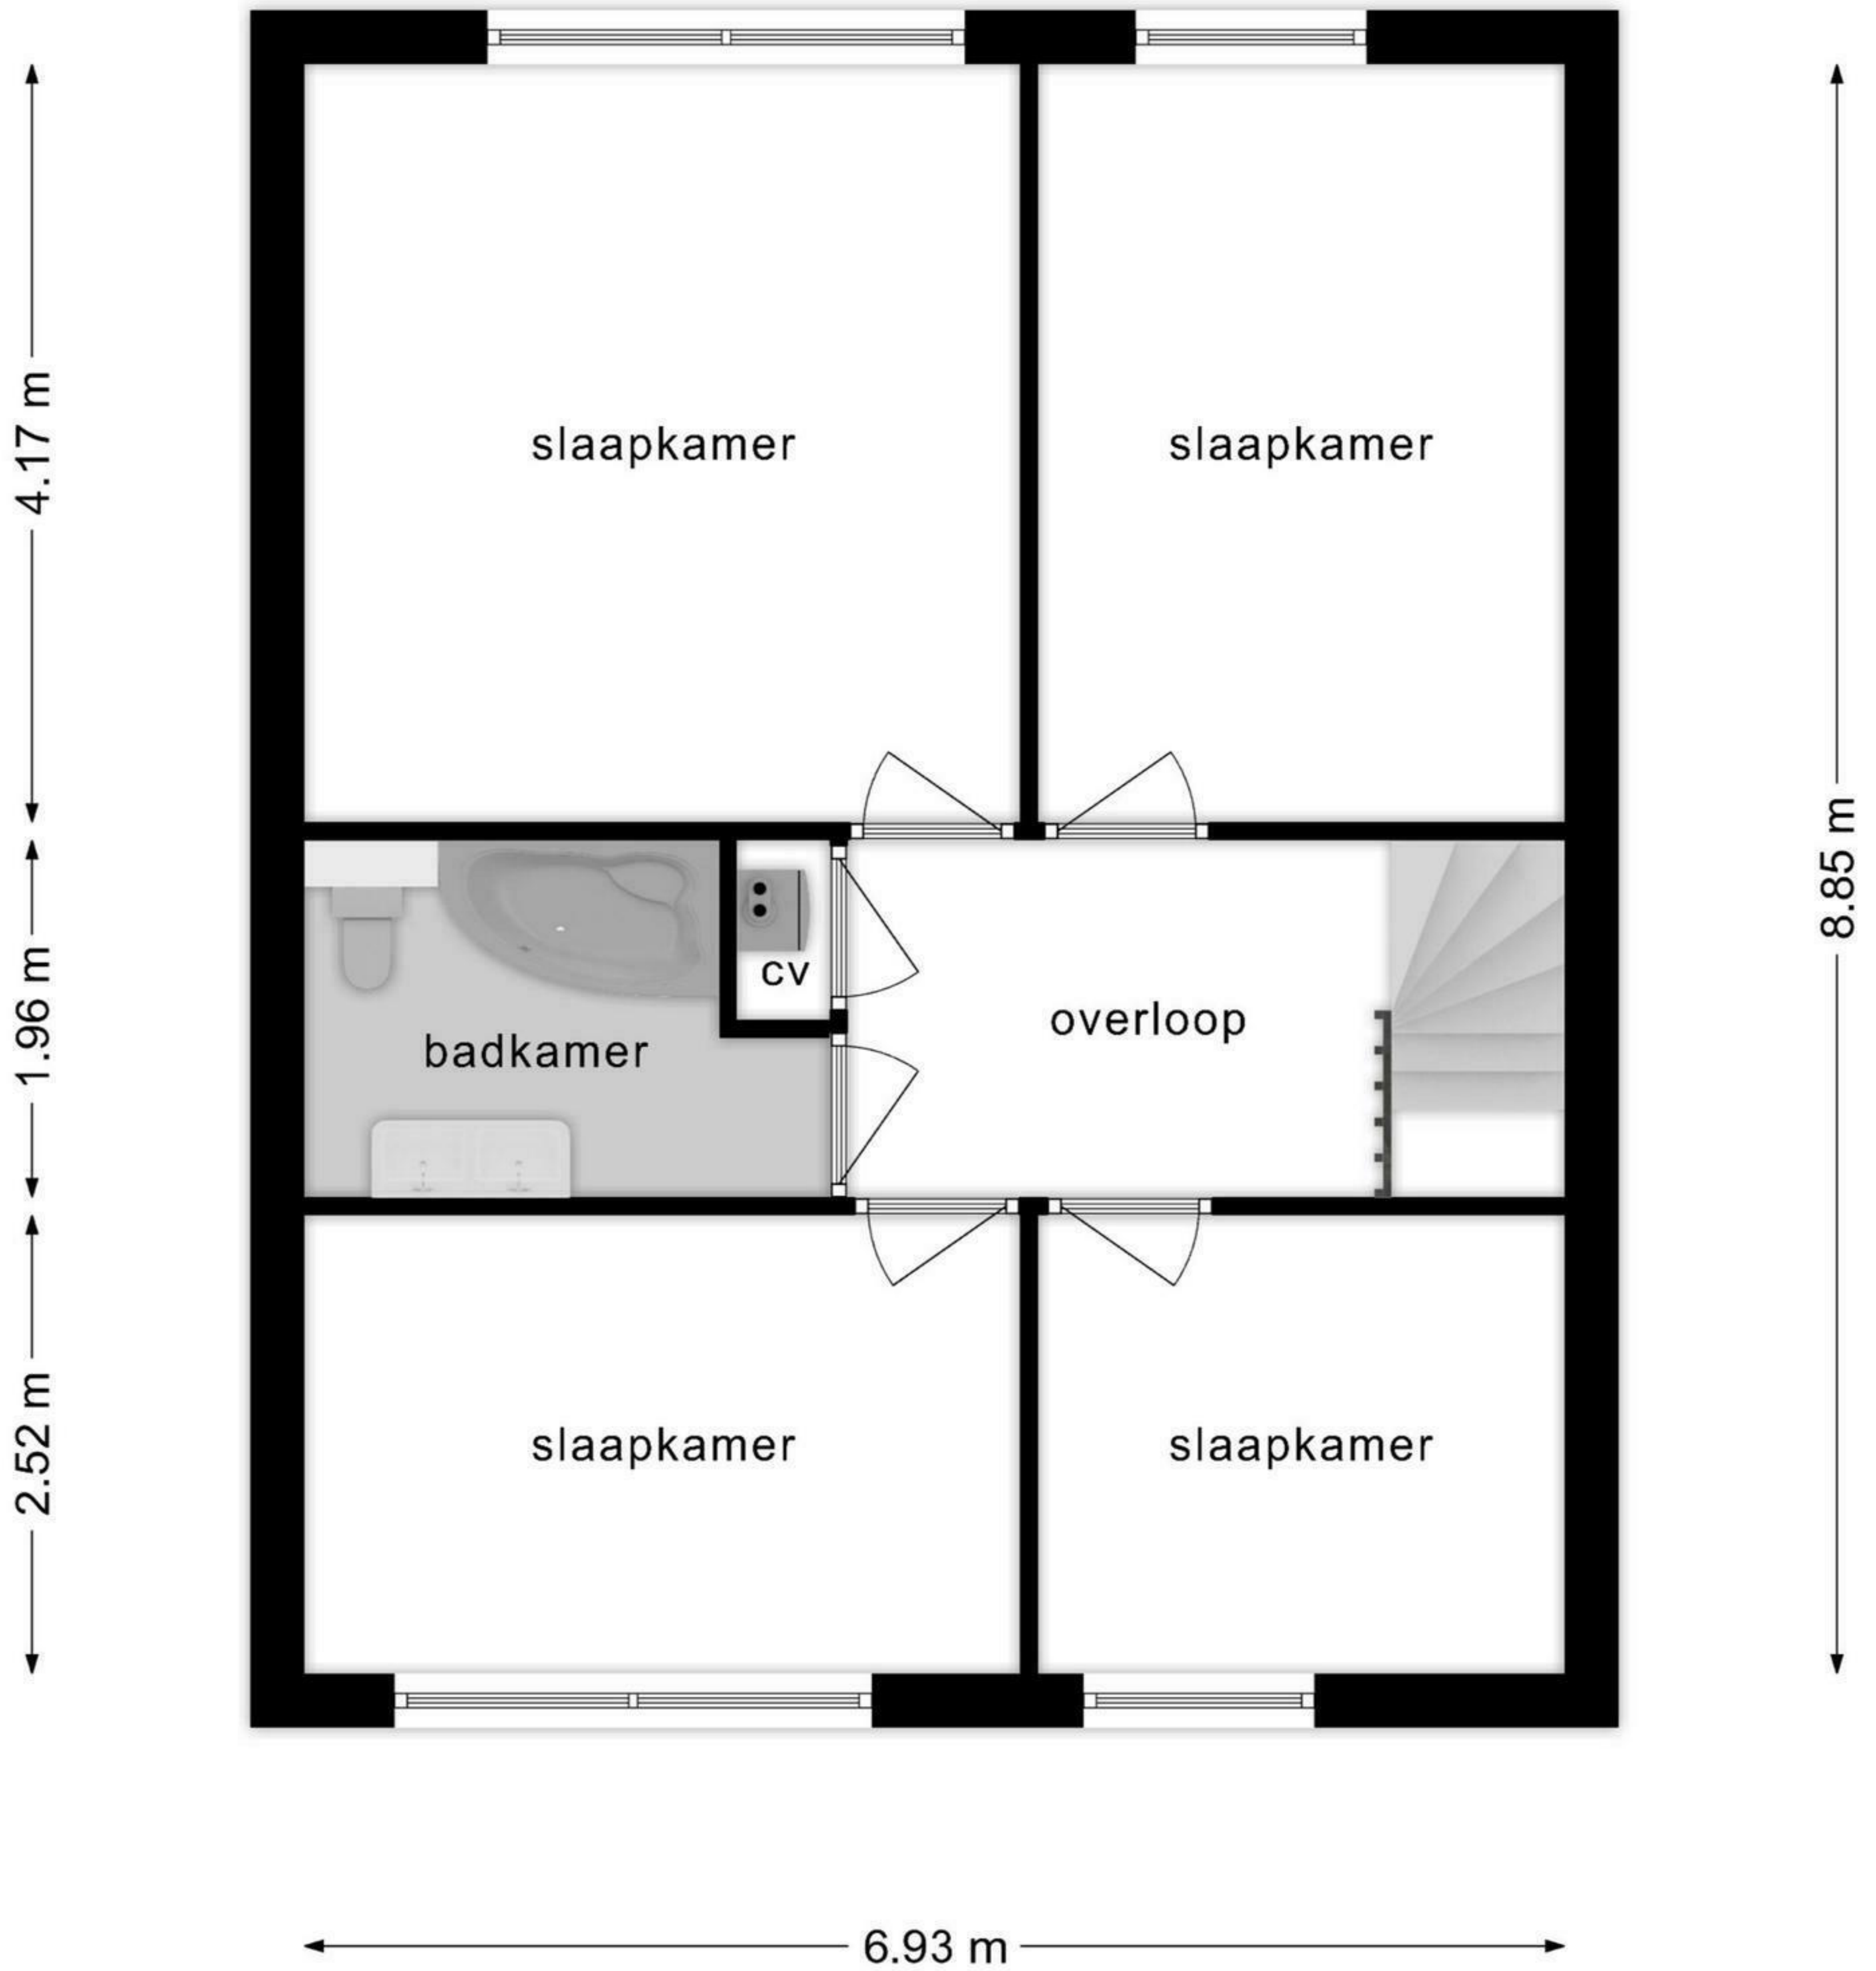 slaapkamer
slaapkamer
4.17 m
8.85 m
cv
overloop
badkamer
1.96 m
slaapkamer
slaapkamer
2.52 m
6.93 m